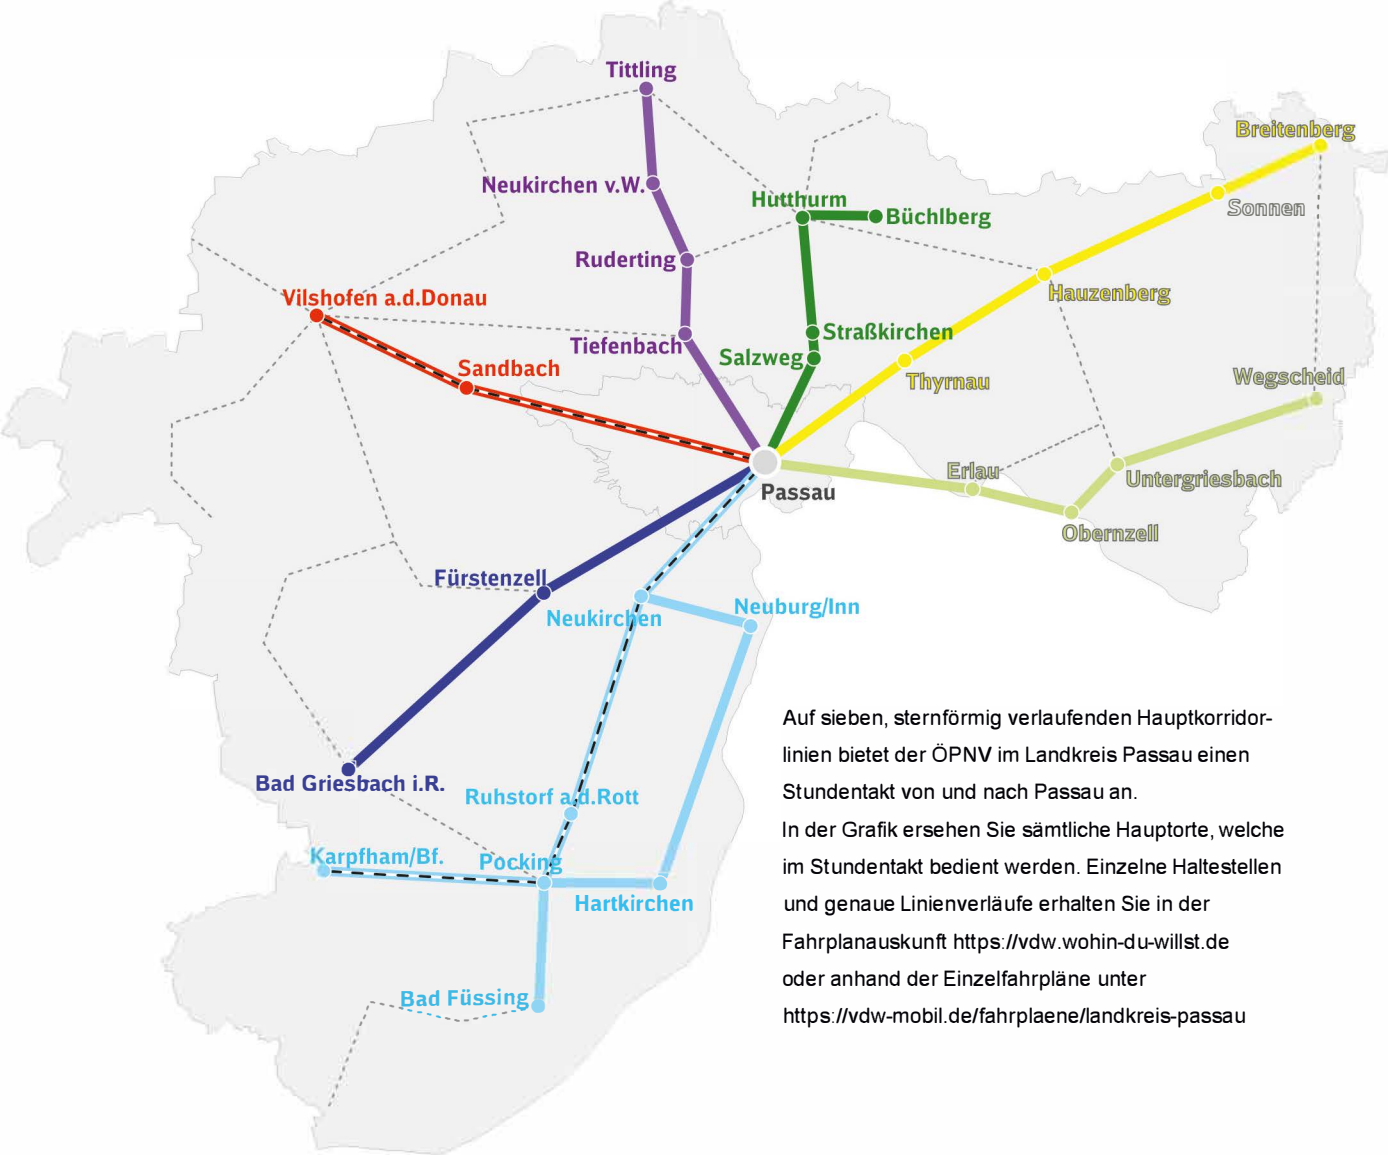 Tittling
Breitenberg
Neukirchen v.W.
Hutthurm
Büchlberg
Sonnen
Ruderting
Hauzenberg
Vilshofen a.d.Donau
Straßkirchen
Tiefenbach
Salzweg
Sandbach
Thyrnau
Wegscheid
Erlau
Untergriesbach
Passau
Obernzell
Fürstenzell
Neukirchen
Neuburg/Inn
Bad Griesbach i.R.
Ruhstorf a.d.Rott
Karpfham/Bf.
Pocking
Hartkirchen
Bad Füssing
Auf sieben, sternförmig verlaufenden Hauptkorridor-
linien bietet der ÖPNV im Landkreis Passau einen
Stundentakt von und nach Passau an.
In der Grafik ersehen Sie sämtliche Hauptorte, welche
im Stundentakt bedient werden. Einzelne Haltestellen
und genaue Linienverläufe erhalten Sie in der
Fahrplanauskunft https://vdw.wohin-du-willst.de
oder anhand der Einzelfahrpläne unter
https://vdw-mobil.de/fahrplaene/landkreis-passau